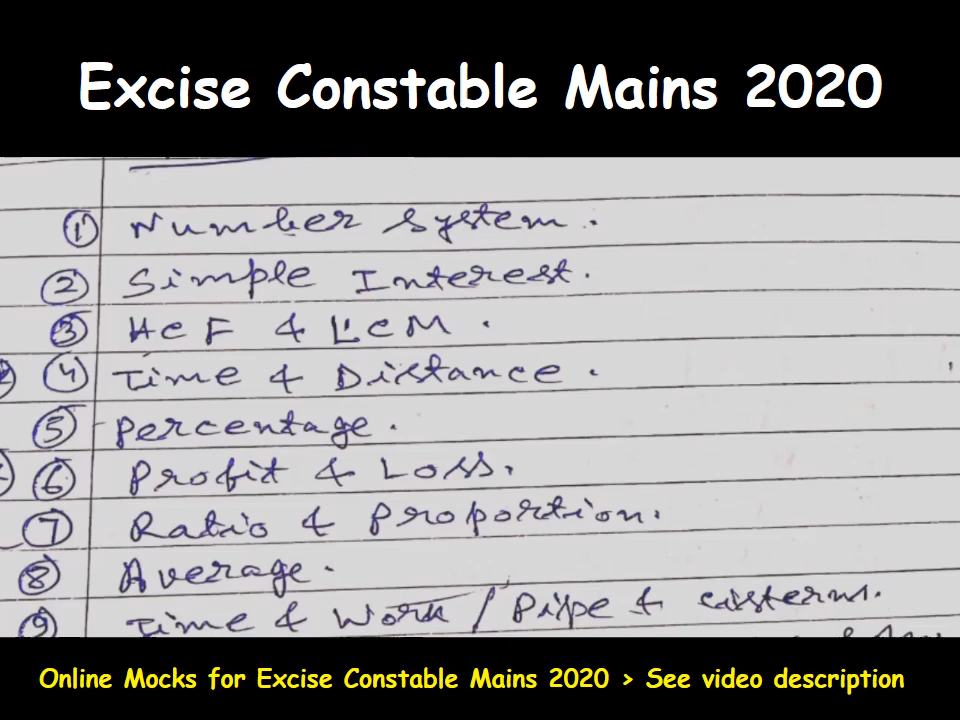 Excise Constable Mains 2020
1 Number System.
2 Simple Interest.
3 HCF & LCM.
4 Time & Distance.
5 Percentage.
6 Profit & Loss.
7 Ratio & Proportion.
8 Average.
9 Time & Work / Pipe & cisterns.
Online Mocks for Excise Constable Mains 2020 > See video description